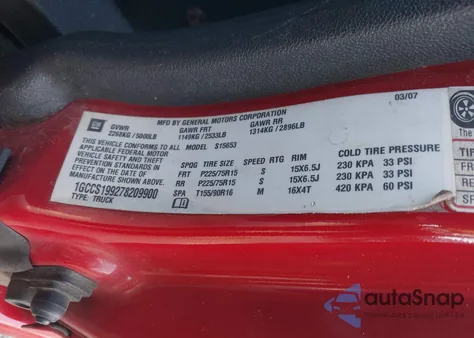 MFD BY GENERAL MOTORS CORPORATION 03/07
GM GVWR GAWR FRT GAWR RR
2268KG/5000LB 1149KG/2533LB 1314KG/2896LB
THIS VEHICLE CONFORMS TO ALL MODEL S15653
APPLICABLE FEDERAL MOTOR
VEHICLE SAFETY STANDARDS IN
EFFECT ON THE DATE OF
MANUFACTURE SHOWN ABOVE
1GCCS199278209900
TYPE: TRUCK
COLD TIRE PRESSURE
SPOG TIRE SIZE SPEED RTG RIM
FRT P225/75R15 S 15X6.5J 230 KPA 33 PSI
RR P225/75R15 S 15X6.5J 230 KPA 33 PSI
SPA T155/90R16 M 16X4T 420 KPA 60 PSI
The
autoSnap